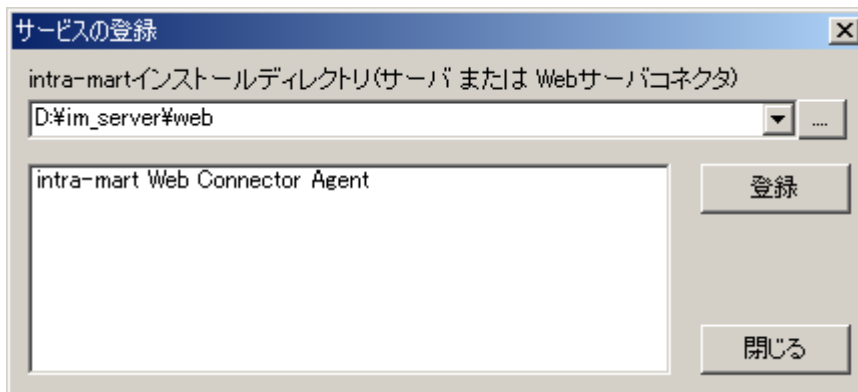 サービスの登録
intra-martインストールディレクトリ(サーバ または Webサーバコネクタ)
D:¥im_server¥web
....
intra-mart Web Connector Agent
登録
閉じる